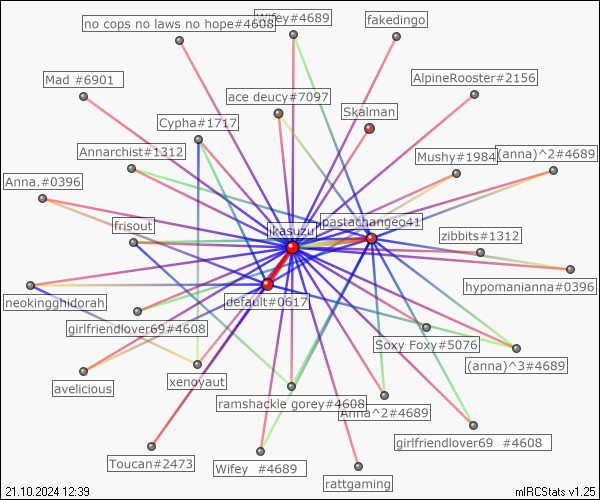 no cops no laws no hope#4608
Wifey#4689
fakedingo
Mad #6901
ace deucy#7097
AlpineRooster#2156
Skalman
Cypha#1717
Annarchist#1312
Mushy#1984
(anna)^2#4689
Anna.#0396
frisout
ikasuzu
pastachangeo41
zibbits#1312
hypomanianna#0396
neokingghidorah
default#0617
girlfriendlover69#4608
Soxy Foxy#5076
(anna)^3#4689
avelicious
xenoyaut
ramshackle gorey#4608
Anna^2#4689
girlfriendlover69  #4608
Toucan#2473
Wifey  #4689
rattgaming
21.10.2024 12:39
mIRCStats v1.25